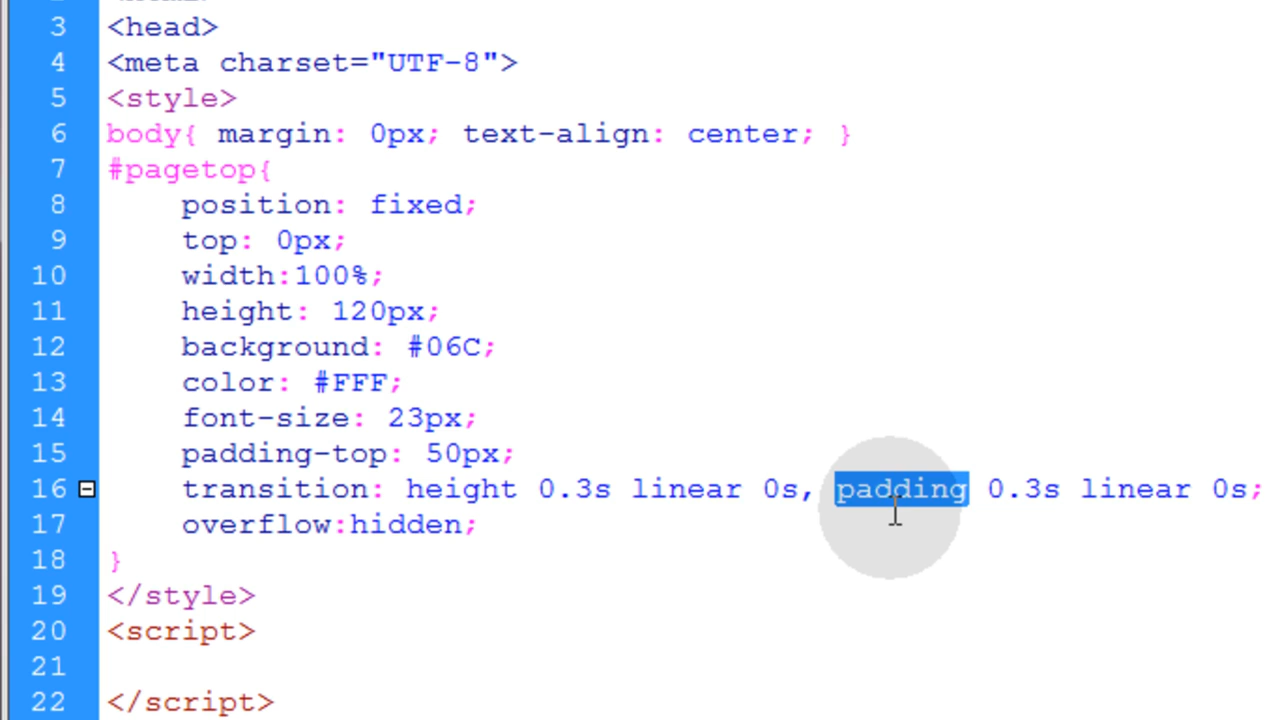 3 <head>
4 <meta charset="UTF-8">
5 <style>
6 body{ margin: 0px; text-align: center; }
7 #pagetop{
8 position: fixed;
9 top: 0px;
10 width:100%;
11 height: 120px;
12 background: #06C;
13 color: #FFF;
14 font-size: 23px;
15 padding-top: 50px;
16 transition: height 0.3s linear 0s, padding 0.3s linear 0s;
17 overflow:hidden;
18 }
19 </style>
20 <script>
21
22 </script>